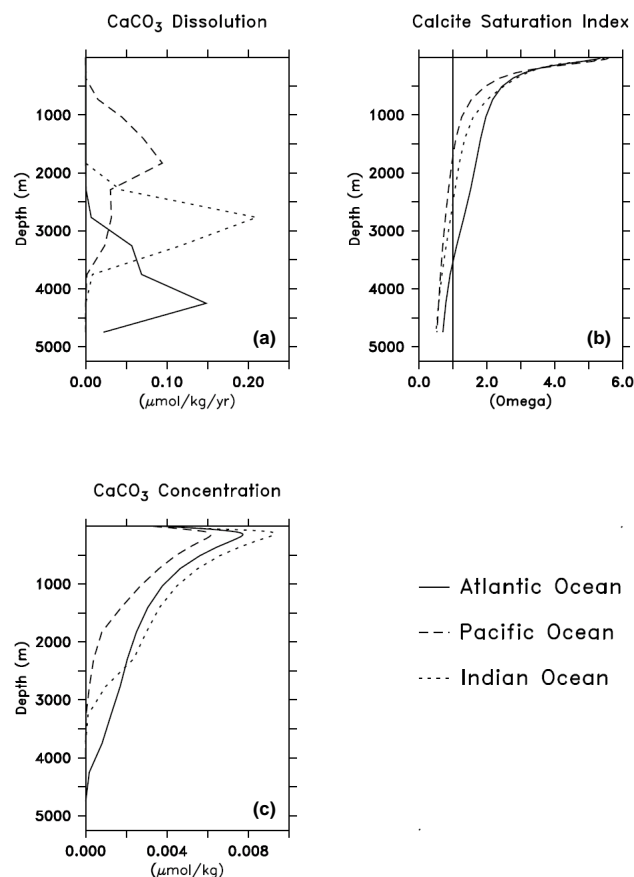 CaCO₃ Dissolution
1000
2000
3000
4000
5000
Depth (m)
(a)
0.00 0.10 0.20
(μmol/kg/yr)
Calcite Saturation Index
1000
2000
3000
4000
5000
Depth (m)
(b)
0.0 2.0 4.0 6.0
(Omega)
CaCO₃ Concentration
1000
2000
3000
4000
5000
Depth (m)
(c)
0.000 0.004 0.008
(μmol/kg)
Atlantic Ocean
Pacific Ocean
Indian Ocean